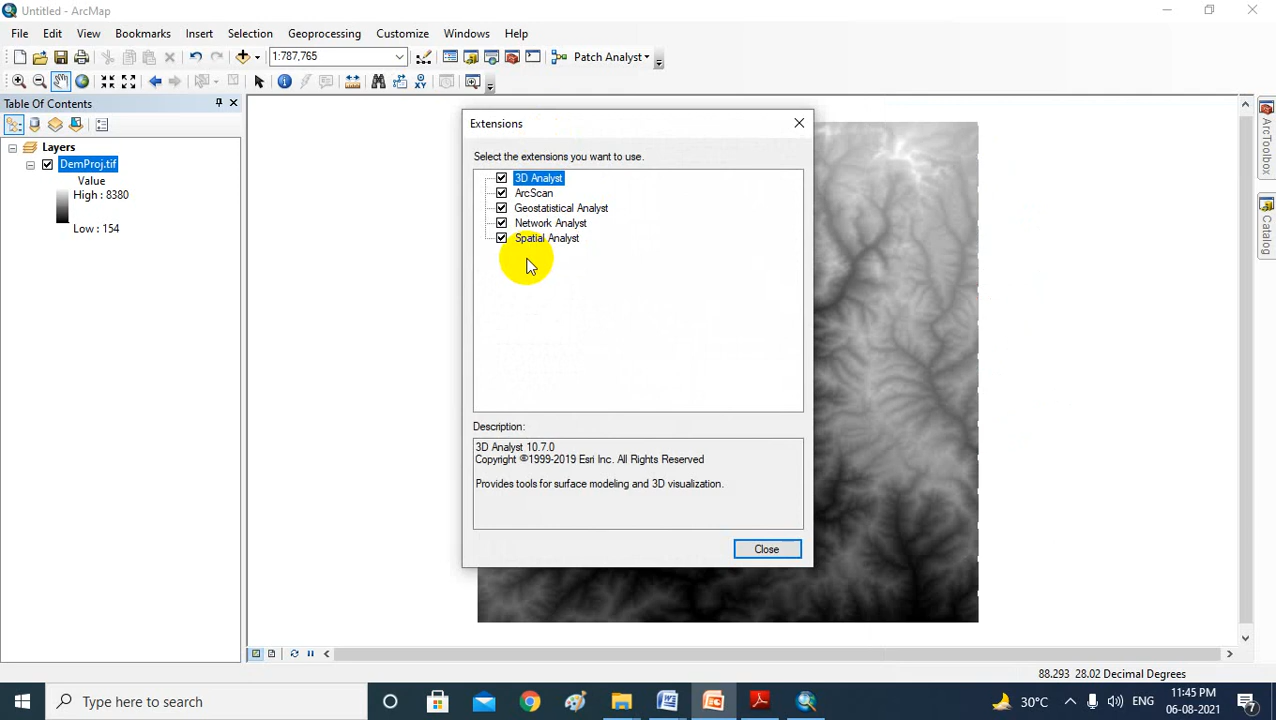 Untitled - ArcMap
File Edit View Bookmarks Insert Selection Geoprocessing Customize Windows Help
1:787,765
Patch Analyst
Table Of Contents
Layers
DemProj.tif
Value
High : 8380
Low : 154
Extensions
Select the extensions you want to use.
3D Analyst
ArcScan
Geostatistical Analyst
Network Analyst
Spatial Analyst
Description:
3D Analyst 10.7.0
Copyright ©1999-2019 Esri Inc. All Rights Reserved
Provides tools for surface modeling and 3D visualization.
Close
ArcToolbox
Catalog
88.293 28.02 Decimal Degrees
Type here to search
30°C
ENG
11:45 PM
06-08-2021
7